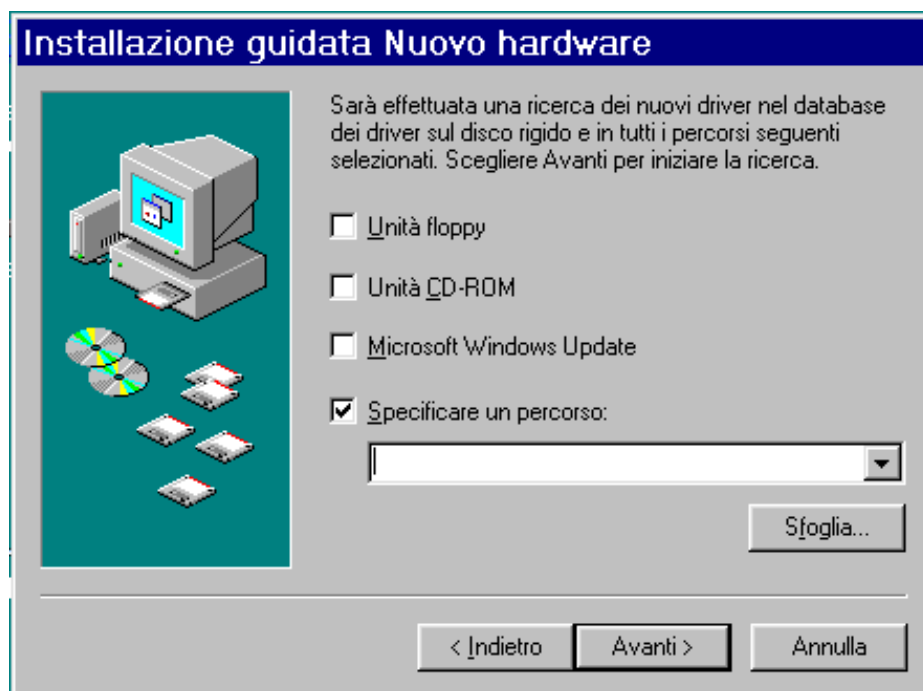 Installazione guidata Nuovo hardware
Sarà effettuata una ricerca dei nuovi driver nel database
dei driver sul disco rigido e in tutti i percorsi seguenti
selezionati. Scegliere Avanti per iniziare la ricerca.
Unità floppy
Unità CD-ROM
Microsoft Windows Update
Specificare un percorso:
Sfoglia...
< Indietro
Avanti >
Annulla